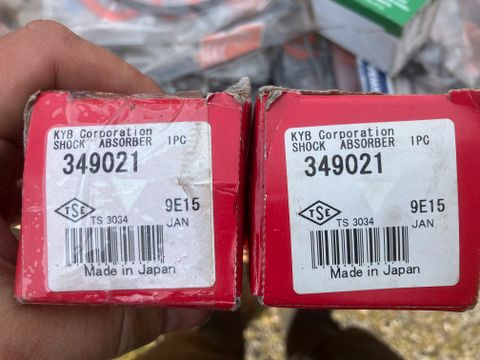 KYB Corporation
SHOCK ABSORBER 1PC
349021
9E15
TSE
TS 3034
JAN
Made in Japan
KYB Corporation
SHOCK ABSORBER 1PC
349021
9E15
TSE
TS 3034
JAN
Made in Japan